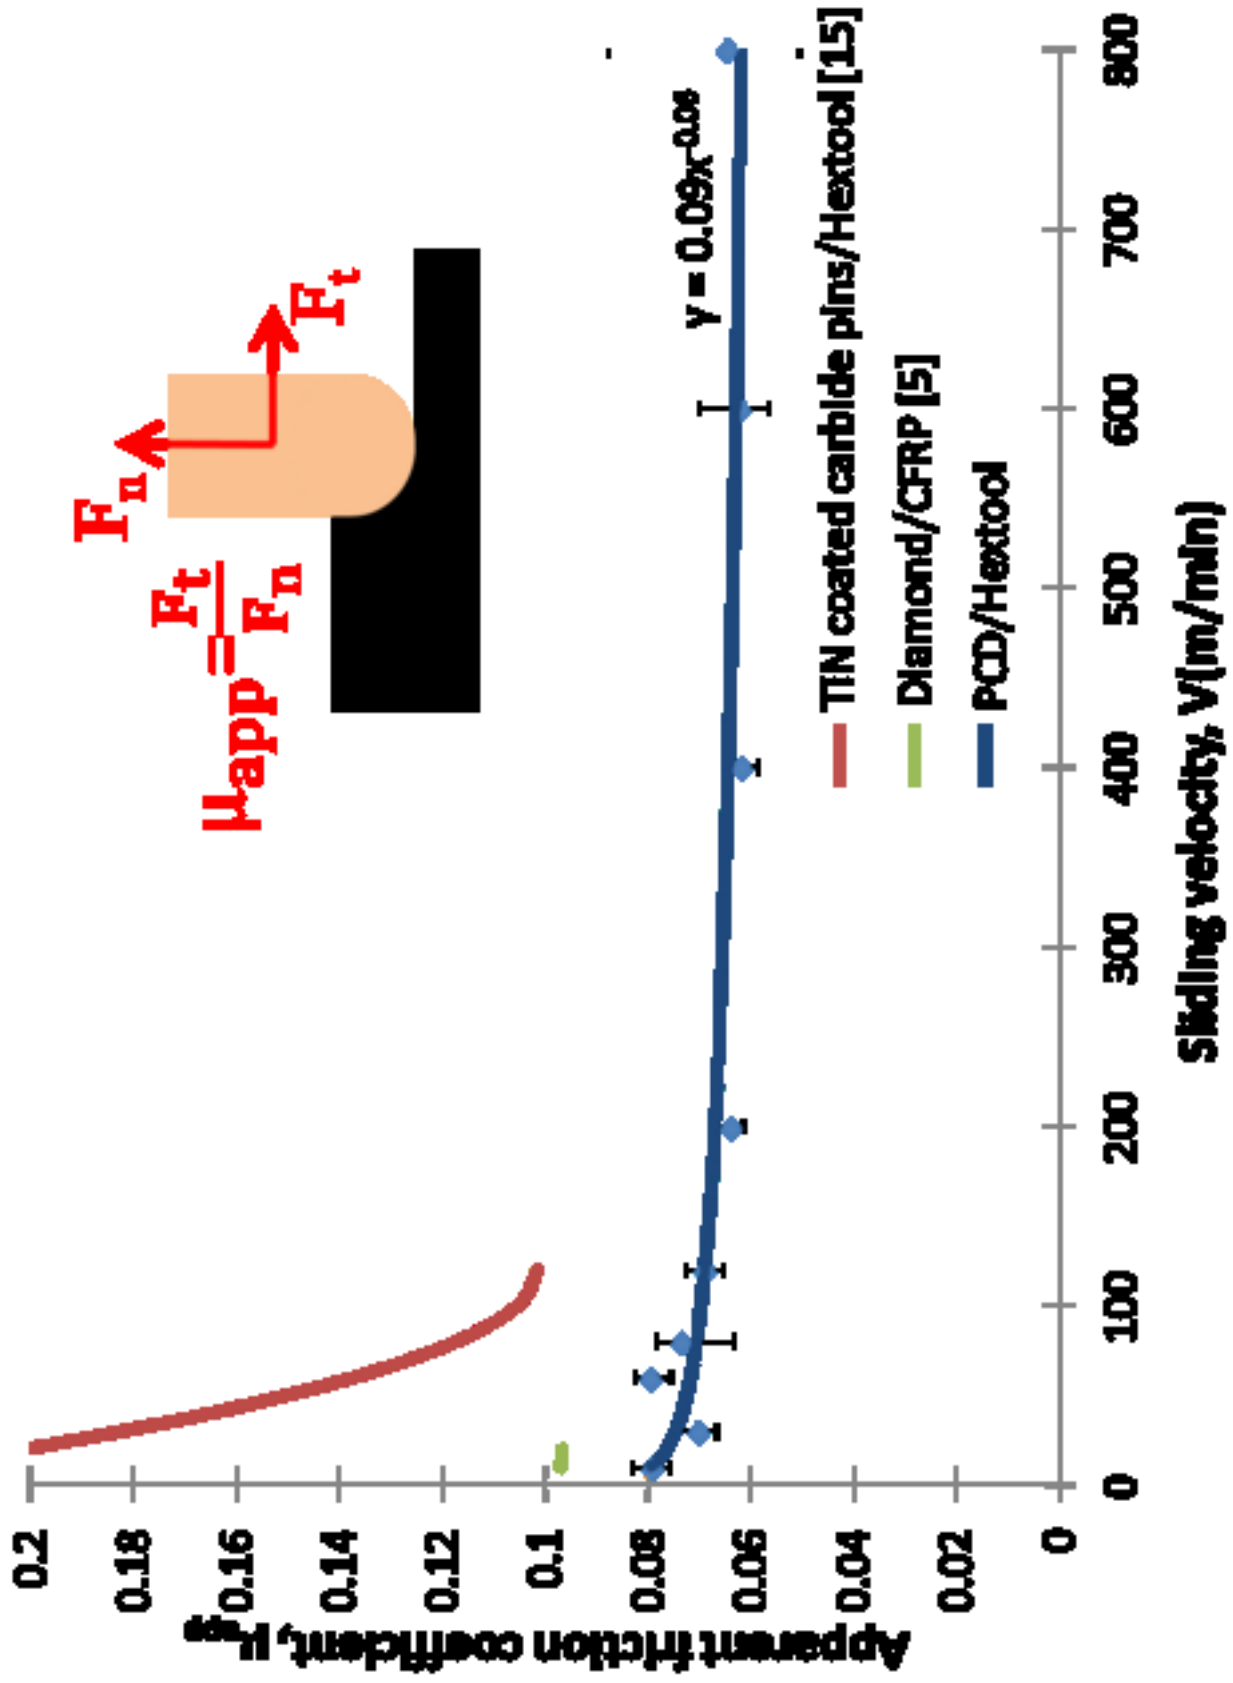 Apparent friction coefficient, μapp
0.2
0.18
0.16
0.14
0.12
0.1
0.08
0.06
0.04
0.02
0
0
100
200
300
400
500
600
700
800
Sliding velocity, V(m/min)
μapp = Ft
Fn
Fn
Ft
y = 0.09x-0.06
TiN coated carbide pins/Hextool [15]
Diamond/CFRP [5]
PCD/Hextool